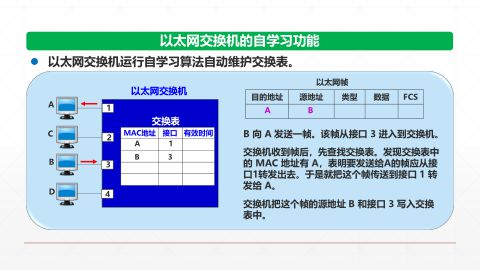 以太网交换机的自学习功能
以太网交换机运行自学习算法自动维护交换表。
以太网交换机
A
1
C
2
B
3
D
4
交换表
MAC地址 接口 有效时间
A 1
B 3
以太网帧
目的地址 源地址 类型 数据 FCS
A B
B 向 A 发送一帧。该帧从接口 3 进入到交换机。
交换机收到帧后，先查找交换表。发现交换表中
的 MAC 地址有 A，表明要发送给A的帧应从接
口1转发出去。于是就把这个帧传送到接口 1 转
发给 A。
交换机把这个帧的源地址 B 和接口 3 写入交换
表中。